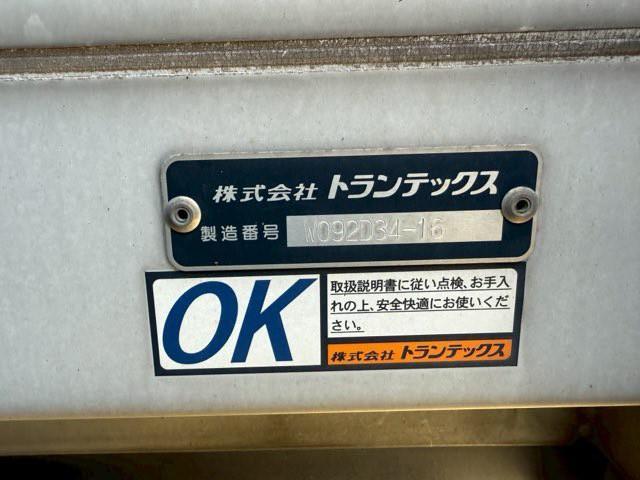 株式会社 トランテックス
製造番号 W092D34-16
OK
取扱説明書に従い点検、お手入
れの上、安全快適にお使いくだ
さい。
株式会社 トランテックス